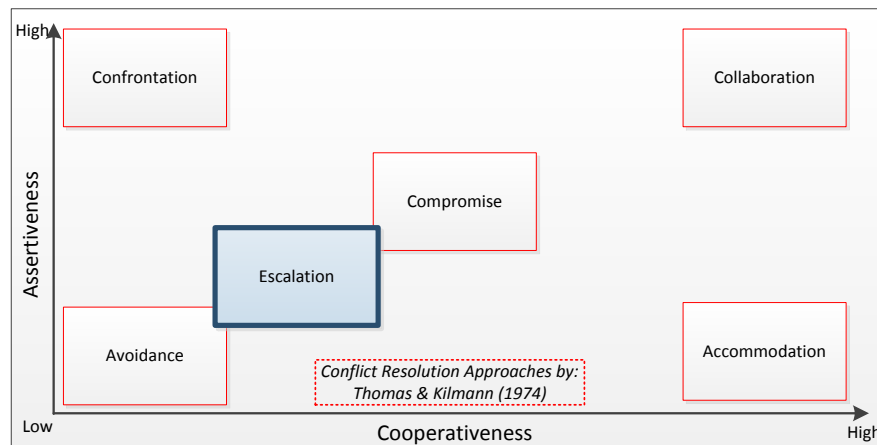 High
Confrontation
Collaboration
Compromise
Assertiveness
Escalation
Avoidance
Accommodation
Conflict Resolution Approaches by:
Thomas & Kilmann (1974)
Low
Cooperativeness
High